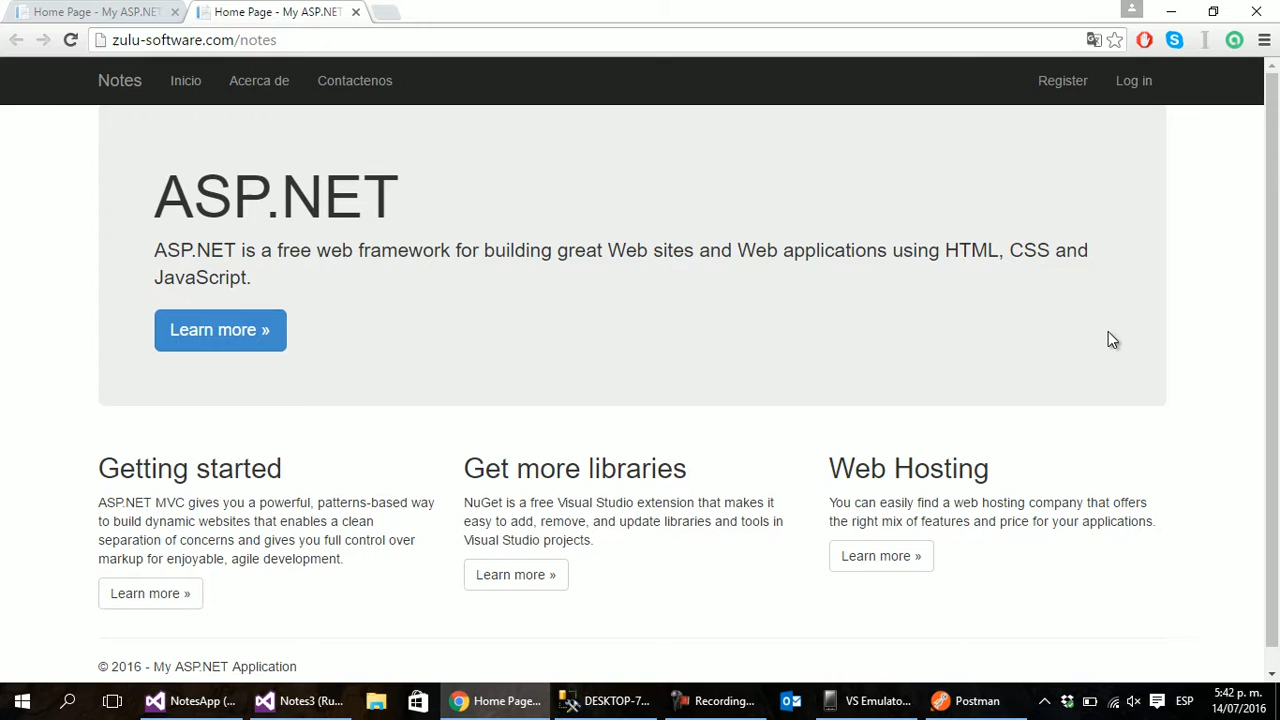 Home Page - My ASP.NET
Home Page - My ASP.NET
zulu-software.com/notes
Notes Inicio Acerca de Contactenos Register Log in
ASP.NET
ASP.NET is a free web framework for building great Web sites and Web applications using HTML, CSS and
JavaScript.
Learn more »
Getting started
ASP.NET MVC gives you a powerful, patterns-based way
to build dynamic websites that enables a clean
separation of concerns and gives you full control over
markup for enjoyable, agile development.
Learn more »
Get more libraries
NuGet is a free Visual Studio extension that makes it
easy to add, remove, and update libraries and tools in
Visual Studio projects.
Learn more »
Web Hosting
You can easily find a web hosting company that offers
the right mix of features and price for your applications.
Learn more »
© 2016 - My ASP.NET Application
NotesApp (... Notes3 (Ru... Home Page... DESKTOP-7... Recording... VS Emulato... Postman ESP
5:42 p. m.
14/07/2016